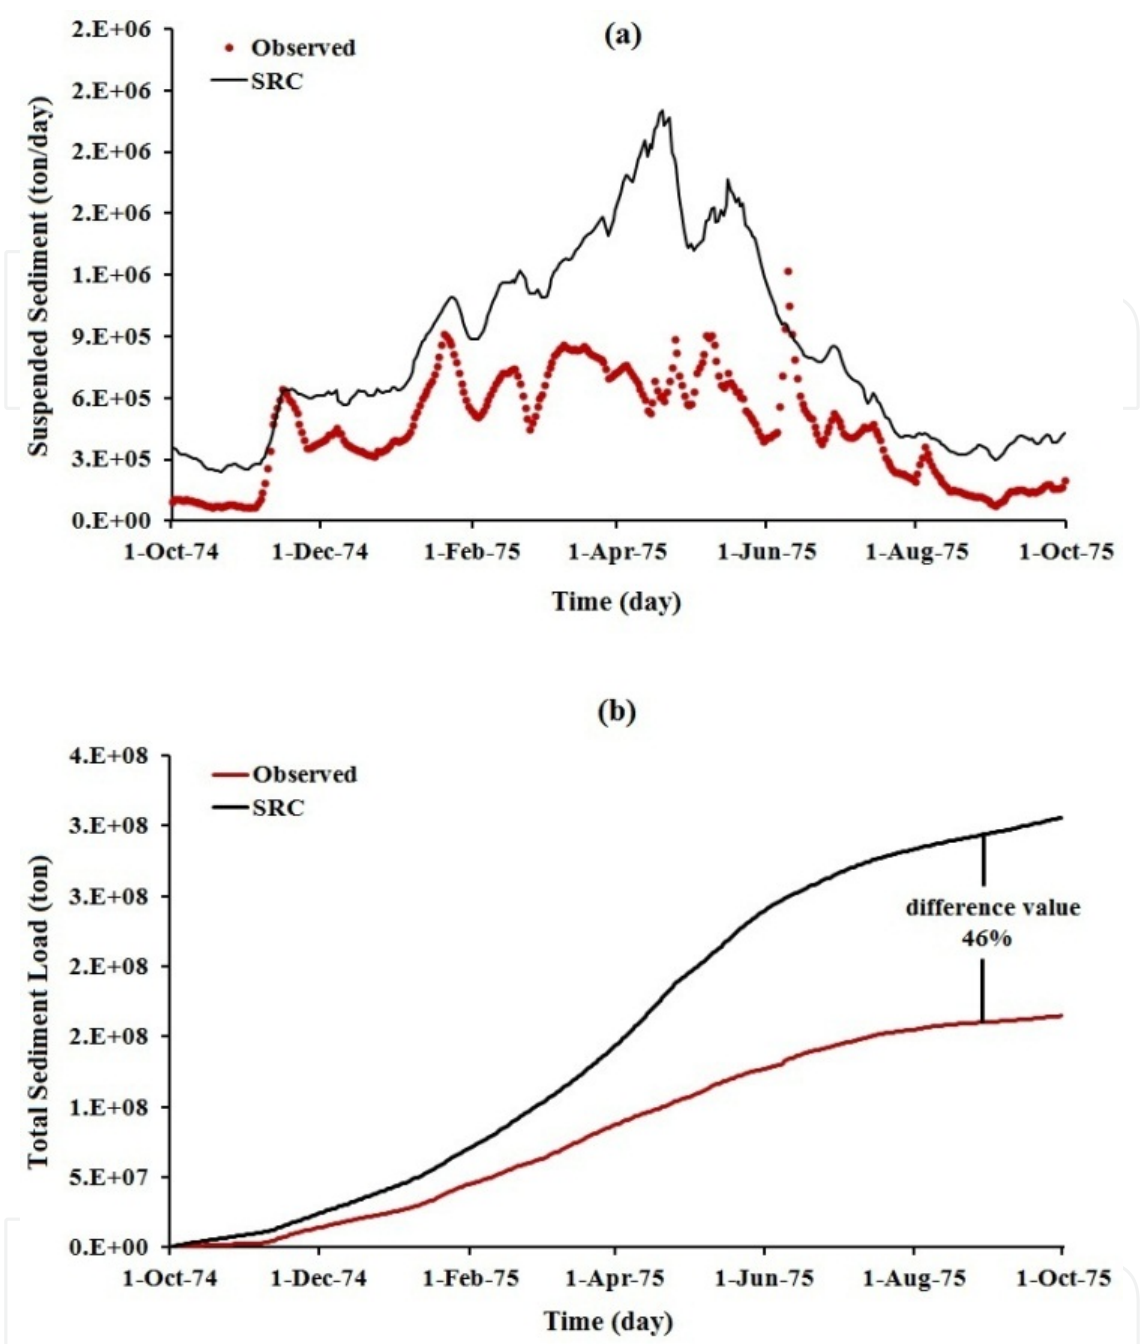 (a)
Observed
SRC
Suspended Sediment (ton/day)
2.E+06
2.E+06
2.E+06
2.E+06
1.E+06
9.E+05
6.E+05
3.E+05
0.E+00
1-Oct-74 1-Dec-74 1-Feb-75 1-Apr-75 1-Jun-75 1-Aug-75 1-Oct-75
Time (day)
(b)
Observed
SRC
Total Sediment Load (ton)
4.E+08
3.E+08
3.E+08
2.E+08
2.E+08
1.E+08
5.E+07
0.E+00
difference value
46%
1-Oct-74 1-Dec-74 1-Feb-75 1-Apr-75 1-Jun-75 1-Aug-75 1-Oct-75
Time (day)